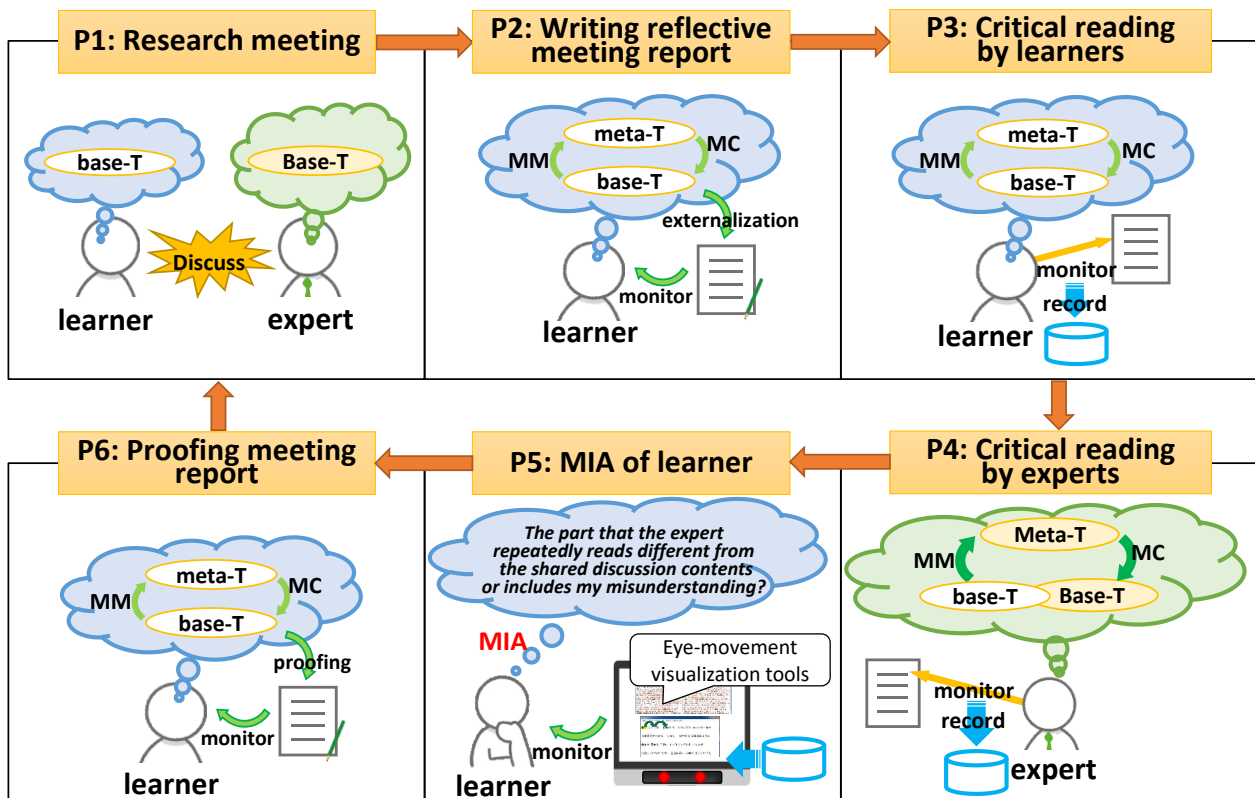 P1: Research meeting
base-T
Base-T
Discuss
learner
expert
P2: Writing reflective
meeting report
meta-T
MM
MC
base-T
externalization
monitor
learner
P3: Critical reading
by learners
meta-T
MM
MC
base-T
monitor
record
learner
P4: Critical reading
by experts
Meta-T
MM
MC
base-T
Base-T
monitor
record
expert
P5: MIA of learner
The part that the expert
repeatedly reads different from
the shared discussion contents
or includes my misunderstanding?
MIA
Eye-movement
visualization tools
monitor
learner
P6: Proofing meeting
report
meta-T
MM
MC
base-T
proofing
monitor
learner